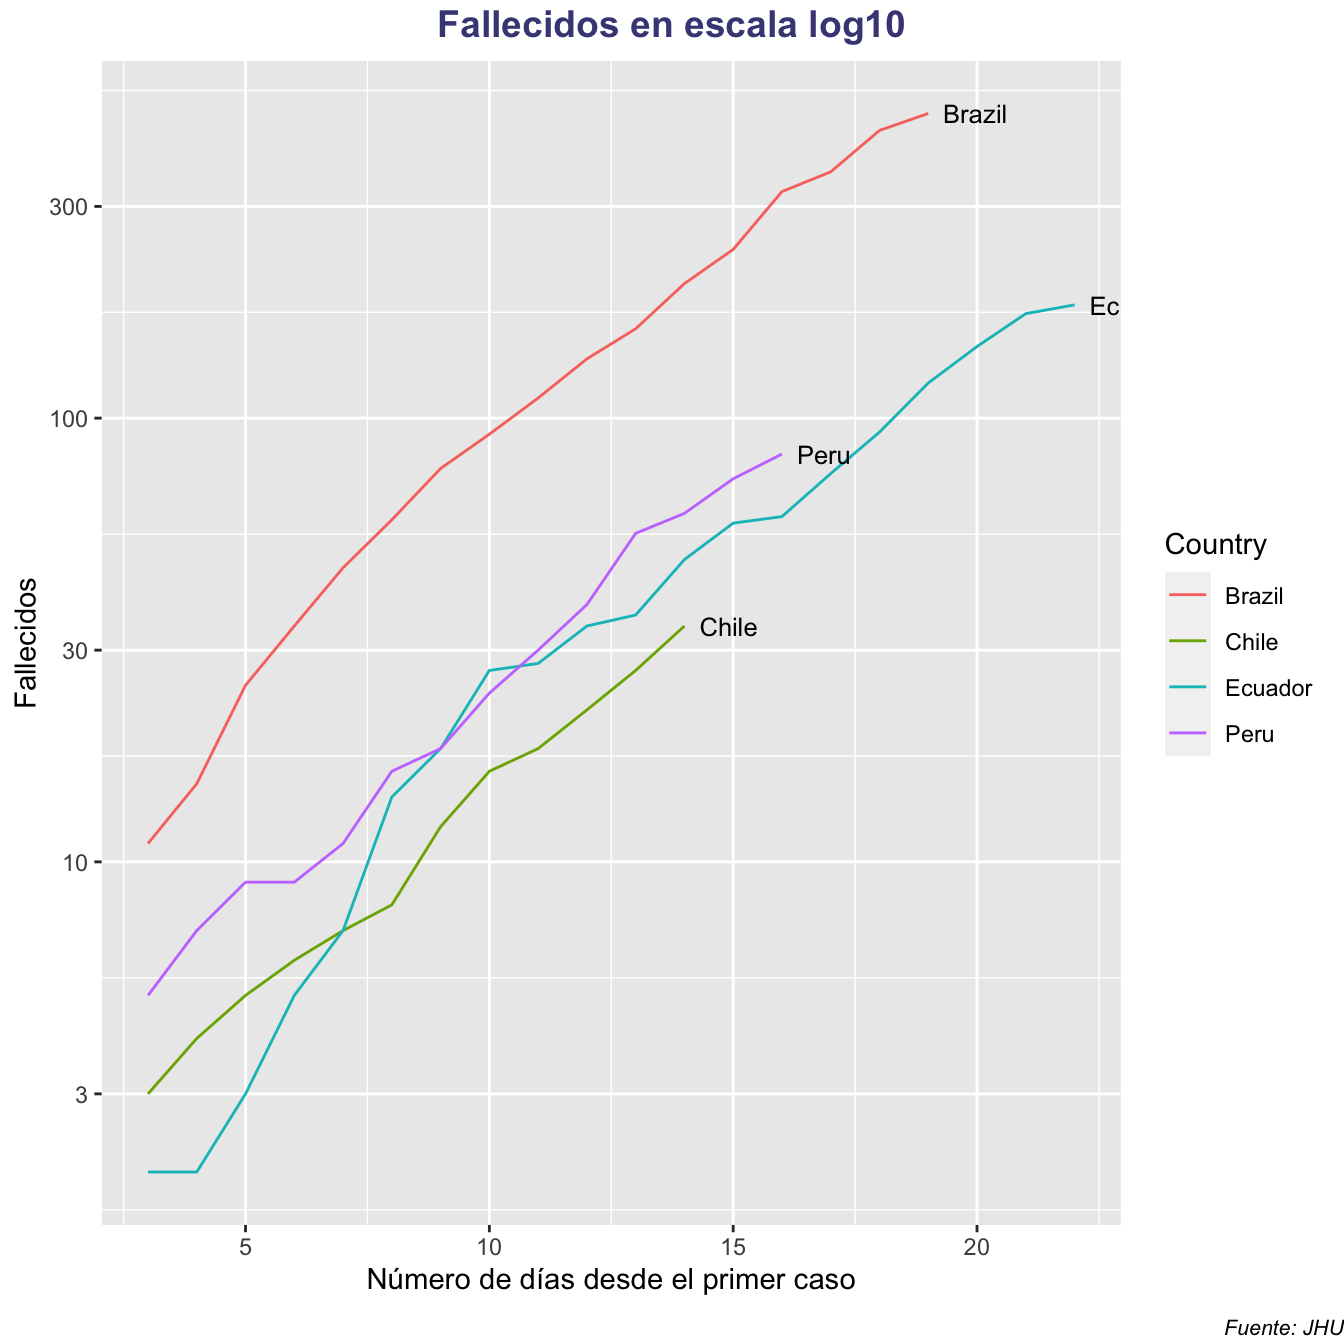 Fallecidos en escala log10
Fallecidos
300
100
30
10
3
Brazil
Ec
Peru
Chile
5 10 15 20
Número de días desde el primer caso
Country
Brazil
Chile
Ecuador
Peru
Fuente: JHU